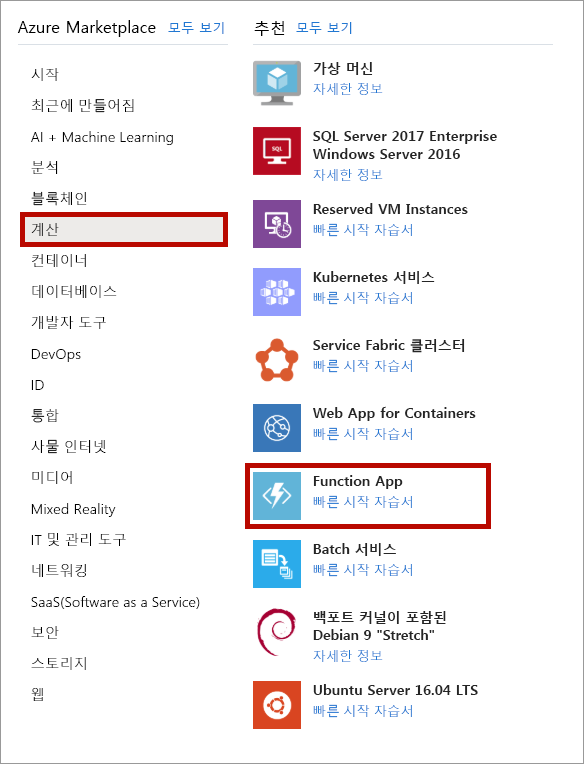 Azure Marketplace 모두 보기
시작
최근에 만들어짐
AI + Machine Learning
분석
블록체인
계산
컨테이너
데이터베이스
개발자 도구
DevOps
ID
통합
사물 인터넷
미디어
Mixed Reality
IT 및 관리 도구
네트워킹
SaaS(Software as a Service)
보안
스토리지
웹
추천 모두 보기
가상 머신
자세한 정보
SQL
SQL Server 2017 Enterprise
Windows Server 2016
자세한 정보
Reserved VM Instances
빠른 시작 자습서
Kubernetes 서비스
빠른 시작 자습서
Service Fabric 클러스터
빠른 시작 자습서
Web App for Containers
빠른 시작 자습서
Function App
빠른 시작 자습서
Batch 서비스
빠른 시작 자습서
백포트 커널이 포함된
Debian 9 "Stretch"
자세한 정보
Ubuntu Server 16.04 LTS
빠른 시작 자습서